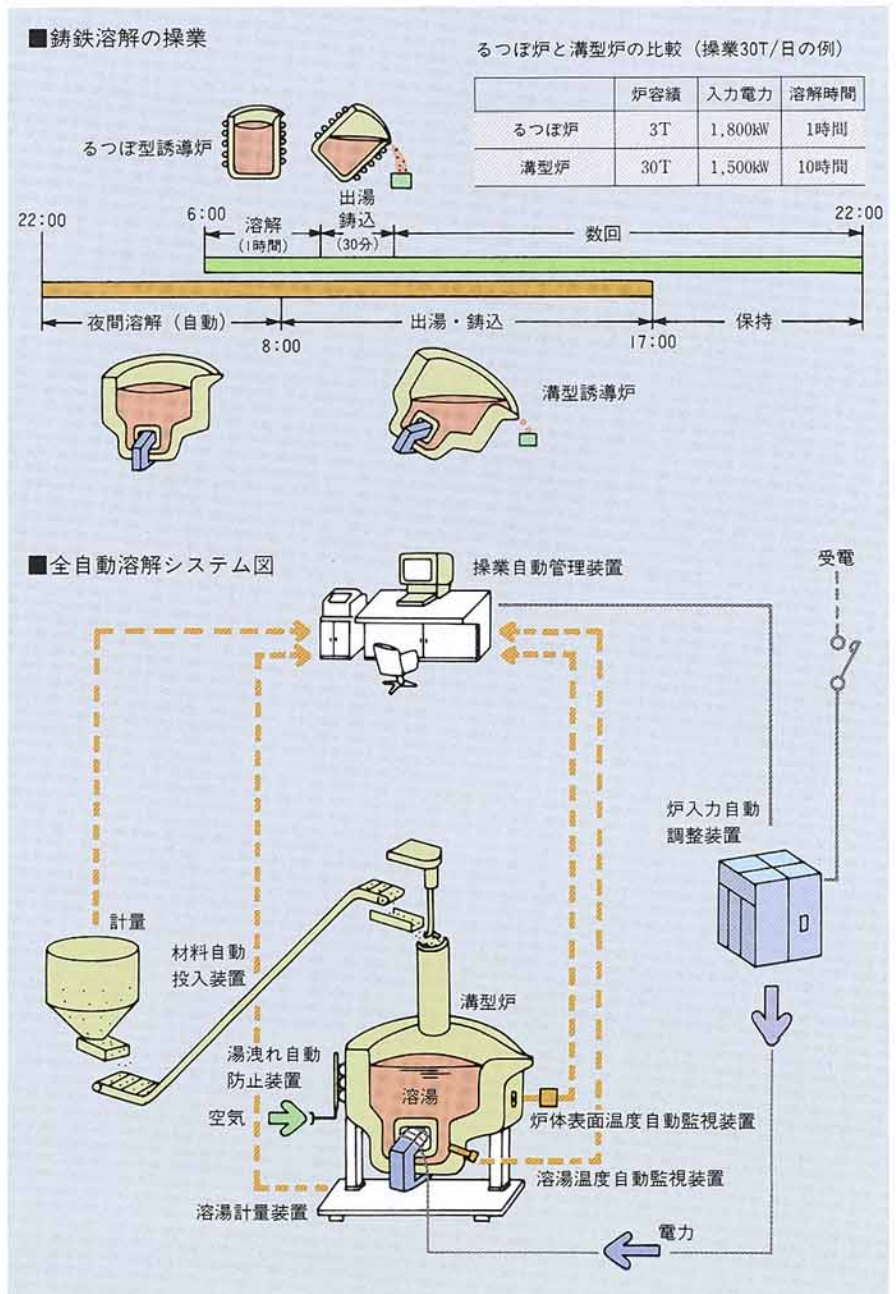 ■鋳鉄溶解の操業
るつぼ炉と溝型炉の比較（操業30T/日の例）
炉容績 入力電力 溶解時間
るつぼ炉 3T 1,800kW 1時間
溝型炉 30T 1,500kW 10時間
るつぼ型誘導炉
出湯
鋳込
(30分)
22:00 6:00 22:00
溶解
(1時間)
数回
夜間溶解（自動） 出湯・鋳込 保持
8:00 17:00
溝型誘導炉
■全自動溶解システム図
操業自動管理装置
受電
炉入力自動
調整装置
計量
材料自動
投入装置
溝型炉
湯洩れ自動
防止装置
溶湯
空気
炉体表面温度自動監視装置
溶湯温度自動監視装置
溶湯計量装置
電力